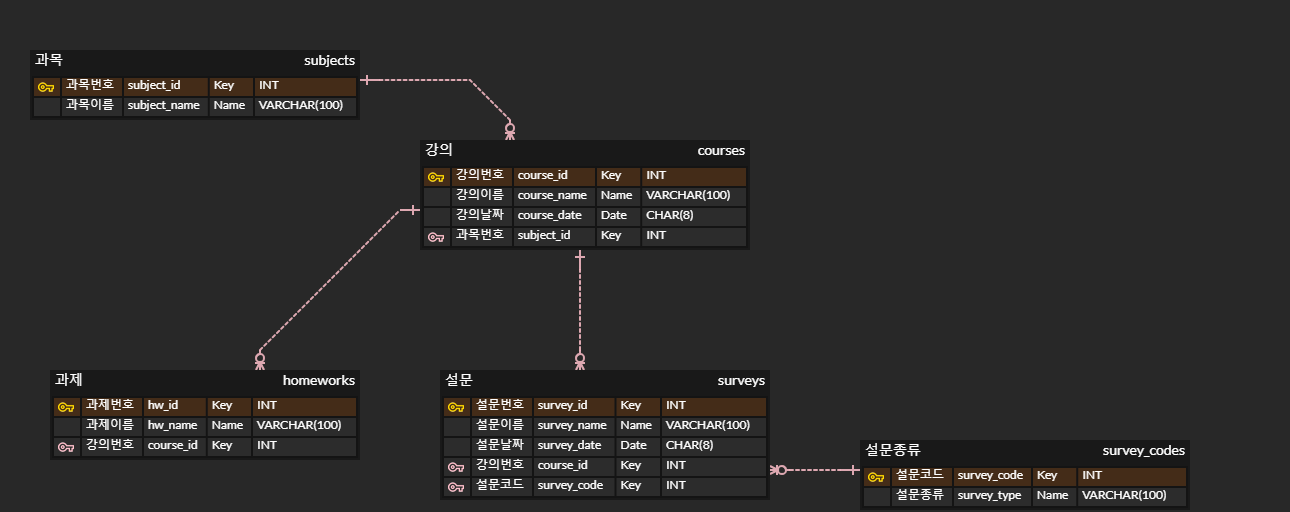 과목 subjects
과목번호 subject_id Key INT
과목이름 subject_name Name VARCHAR(100)
강의 courses
강의번호 course_id Key INT
강의이름 course_name Name VARCHAR(100)
강의날짜 course_date Date CHAR(8)
과목번호 subject_id Key INT
과제 homeworks
과제번호 hw_id Key INT
과제이름 hw_name Name VARCHAR(100)
강의번호 course_id Key INT
설문 surveys
설문번호 survey_id Key INT
설문이름 survey_name Name VARCHAR(100)
설문날짜 survey_date Date CHAR(8)
강의번호 course_id Key INT
설문코드 survey_code Key INT
설문종류 survey_codes
설문코드 survey_code Key INT
설문종류 survey_type Name VARCHAR(100)